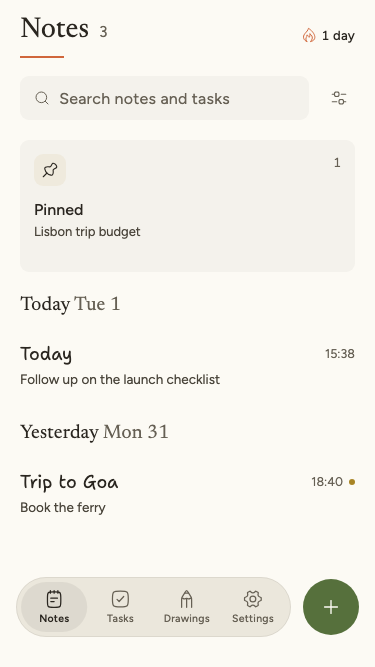 Notes 3
1 day
Search notes and tasks
1
Pinned
Lisbon trip budget
Today Tue 1
Today 15:38
Follow up on the launch checklist
Yesterday Mon 31
Trip to Goa 18:40
Book the ferry
Notes Tasks Drawings Settings